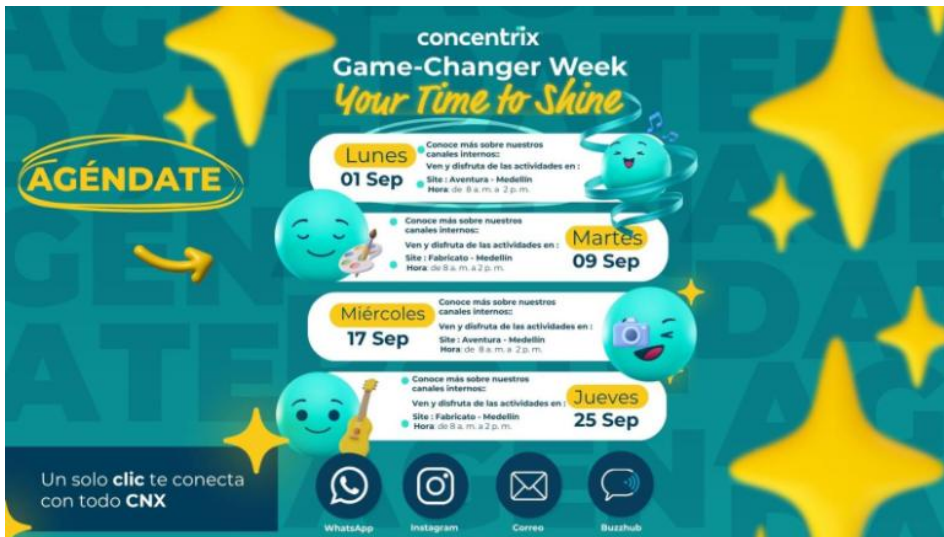 concentrix
Game-Changer Week
Your Time to Shine
AGÉNDATE
Lunes
01 Sep
Conoce más sobre nuestros
canales internos::
Ven y disfruta de las actividades en :
Site : Aventura - Medellín
Hora: de 8 a. m. a 2 p. m.
Conoce más sobre nuestros
canales internos::
Ven y disfruta de las actividades en :
Site : Fabricato - Medellín
Hora: de 8 a. m. a 2 p. m.
Martes
09 Sep
Miércoles
17 Sep
Conoce más sobre nuestros
canales internos::
Ven y disfruta de las actividades en :
Site : Aventura - Medellín
Hora: de 8 a. m. a 2 p. m.
Conoce más sobre nuestros
canales internos::
Ven y disfruta de las actividades en :
Site : Fabricato - Medellín
Hora: de 8 a. m. a 2 p. m.
Jueves
25 Sep
Un solo clic te conecta
con todo CNX
WhatsApp
Instagram
Correo
Buzzhub